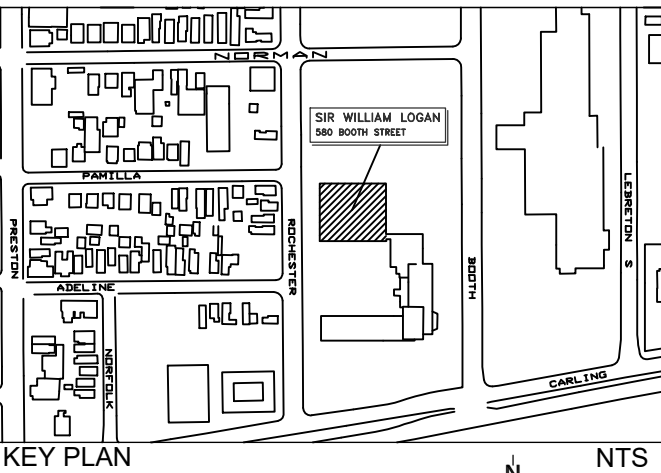 NORMAN
SIR WILLIAM LOGAN
580 BOOTH STREET
PAMILLA
PRESTON
ROCHESTER
BOOTH
LEBRETON S
ADELINE
NORFOLK
CARLING
KEY PLAN
NTS
N